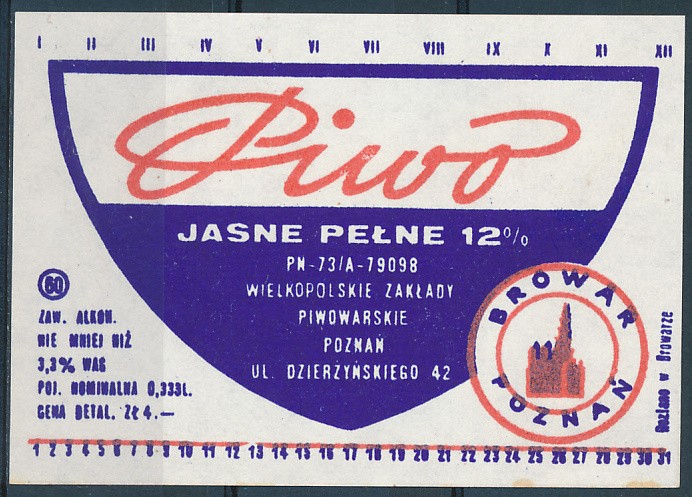 I II III IV V VI VII VIII IX X XI XII
Piwo
JASNE PEŁNE 12%
PN-73/A-79098
WIELKOPOLSKIE ZAKŁADY
PIWOWARSKIE
POZNAŃ
UL. DZIERŻYŃSKIEGO 42
60
ZAW. ALKOH.
NIE MNIEJ NIŻ
3,3% WAG
POJ. NOMINALNA 0,333L.
CENA DETAL. ZŁ 4.—
BROWAR
POZNAŃ
Rozlano w Browarze
1 2 3 4 5 6 7 8 9 10 11 12 13 14 15 16 17 18 19 20 21 22 23 24 25 26 27 28 29 30 31